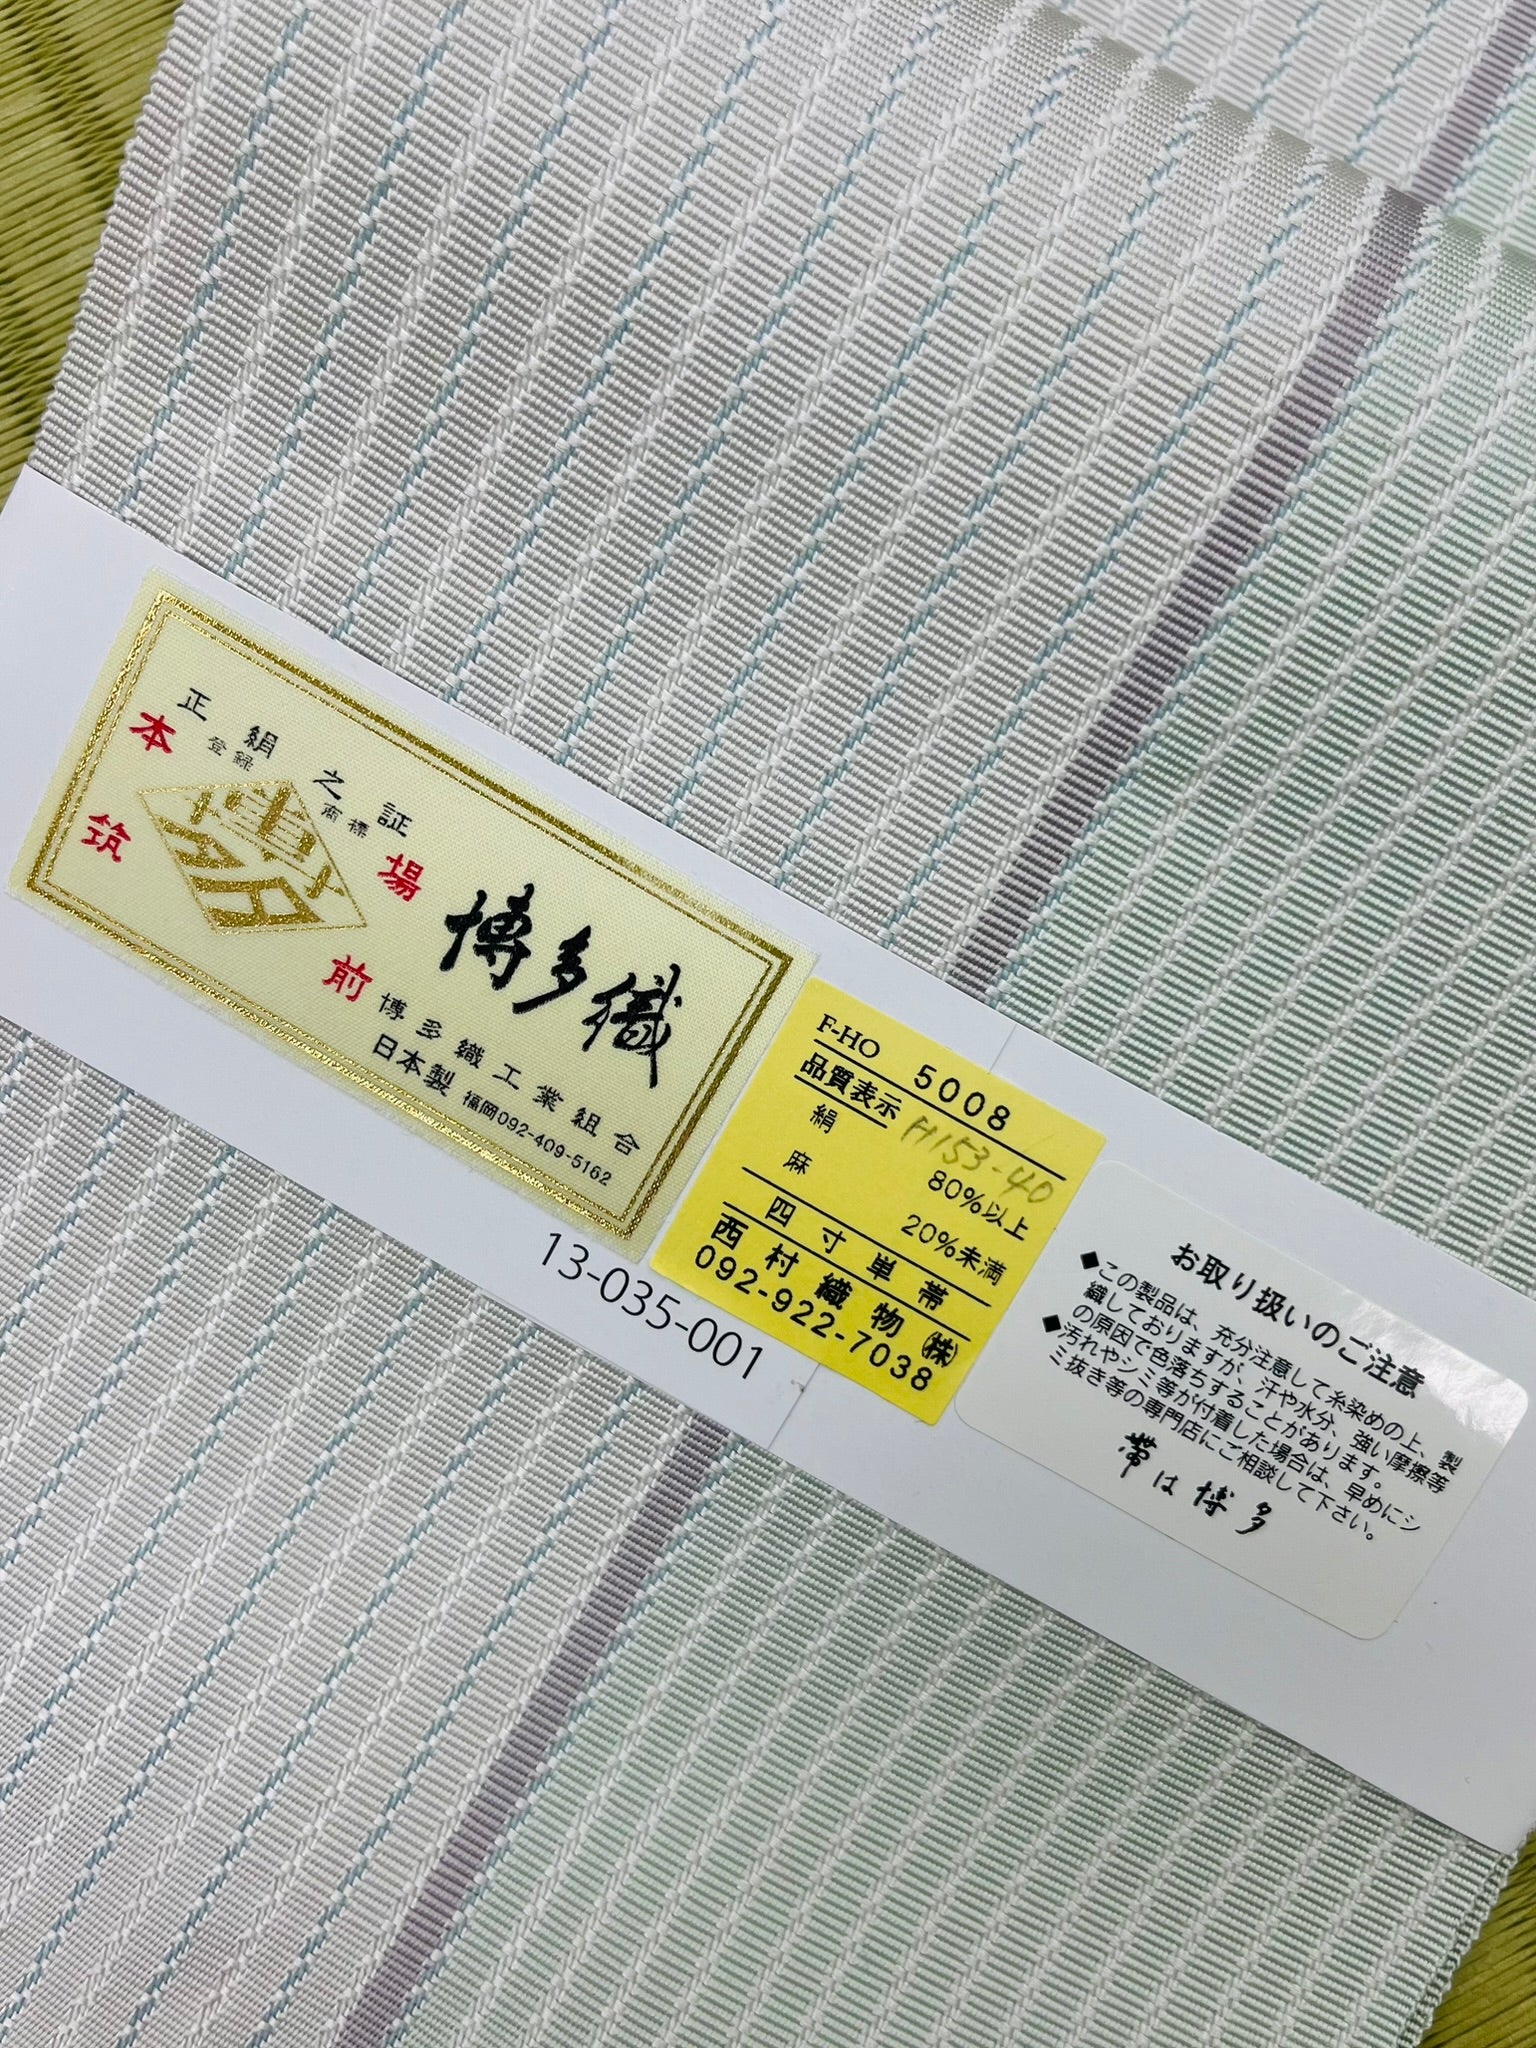 正絹之証
登録商標
本場
筑前
博多
博多織
博多織工業組合
日本製 福岡092-409-5162
13-035-001
F-HO 5008
品質表示 H153-40
絹 80%以上
麻 20%未満
四寸単帯
西村織物㈱
092-922-7038
お取り扱いのご注意
◆この製品は、充分注意して糸染めの上、製
織しておりますが、汗や水分、強い摩擦等
の原因で色落ちすることがあります。
◆汚れやシミ等が付着した場合は、早めにシ
ミ抜き等の専門店にご相談して下さい。
帯は博多